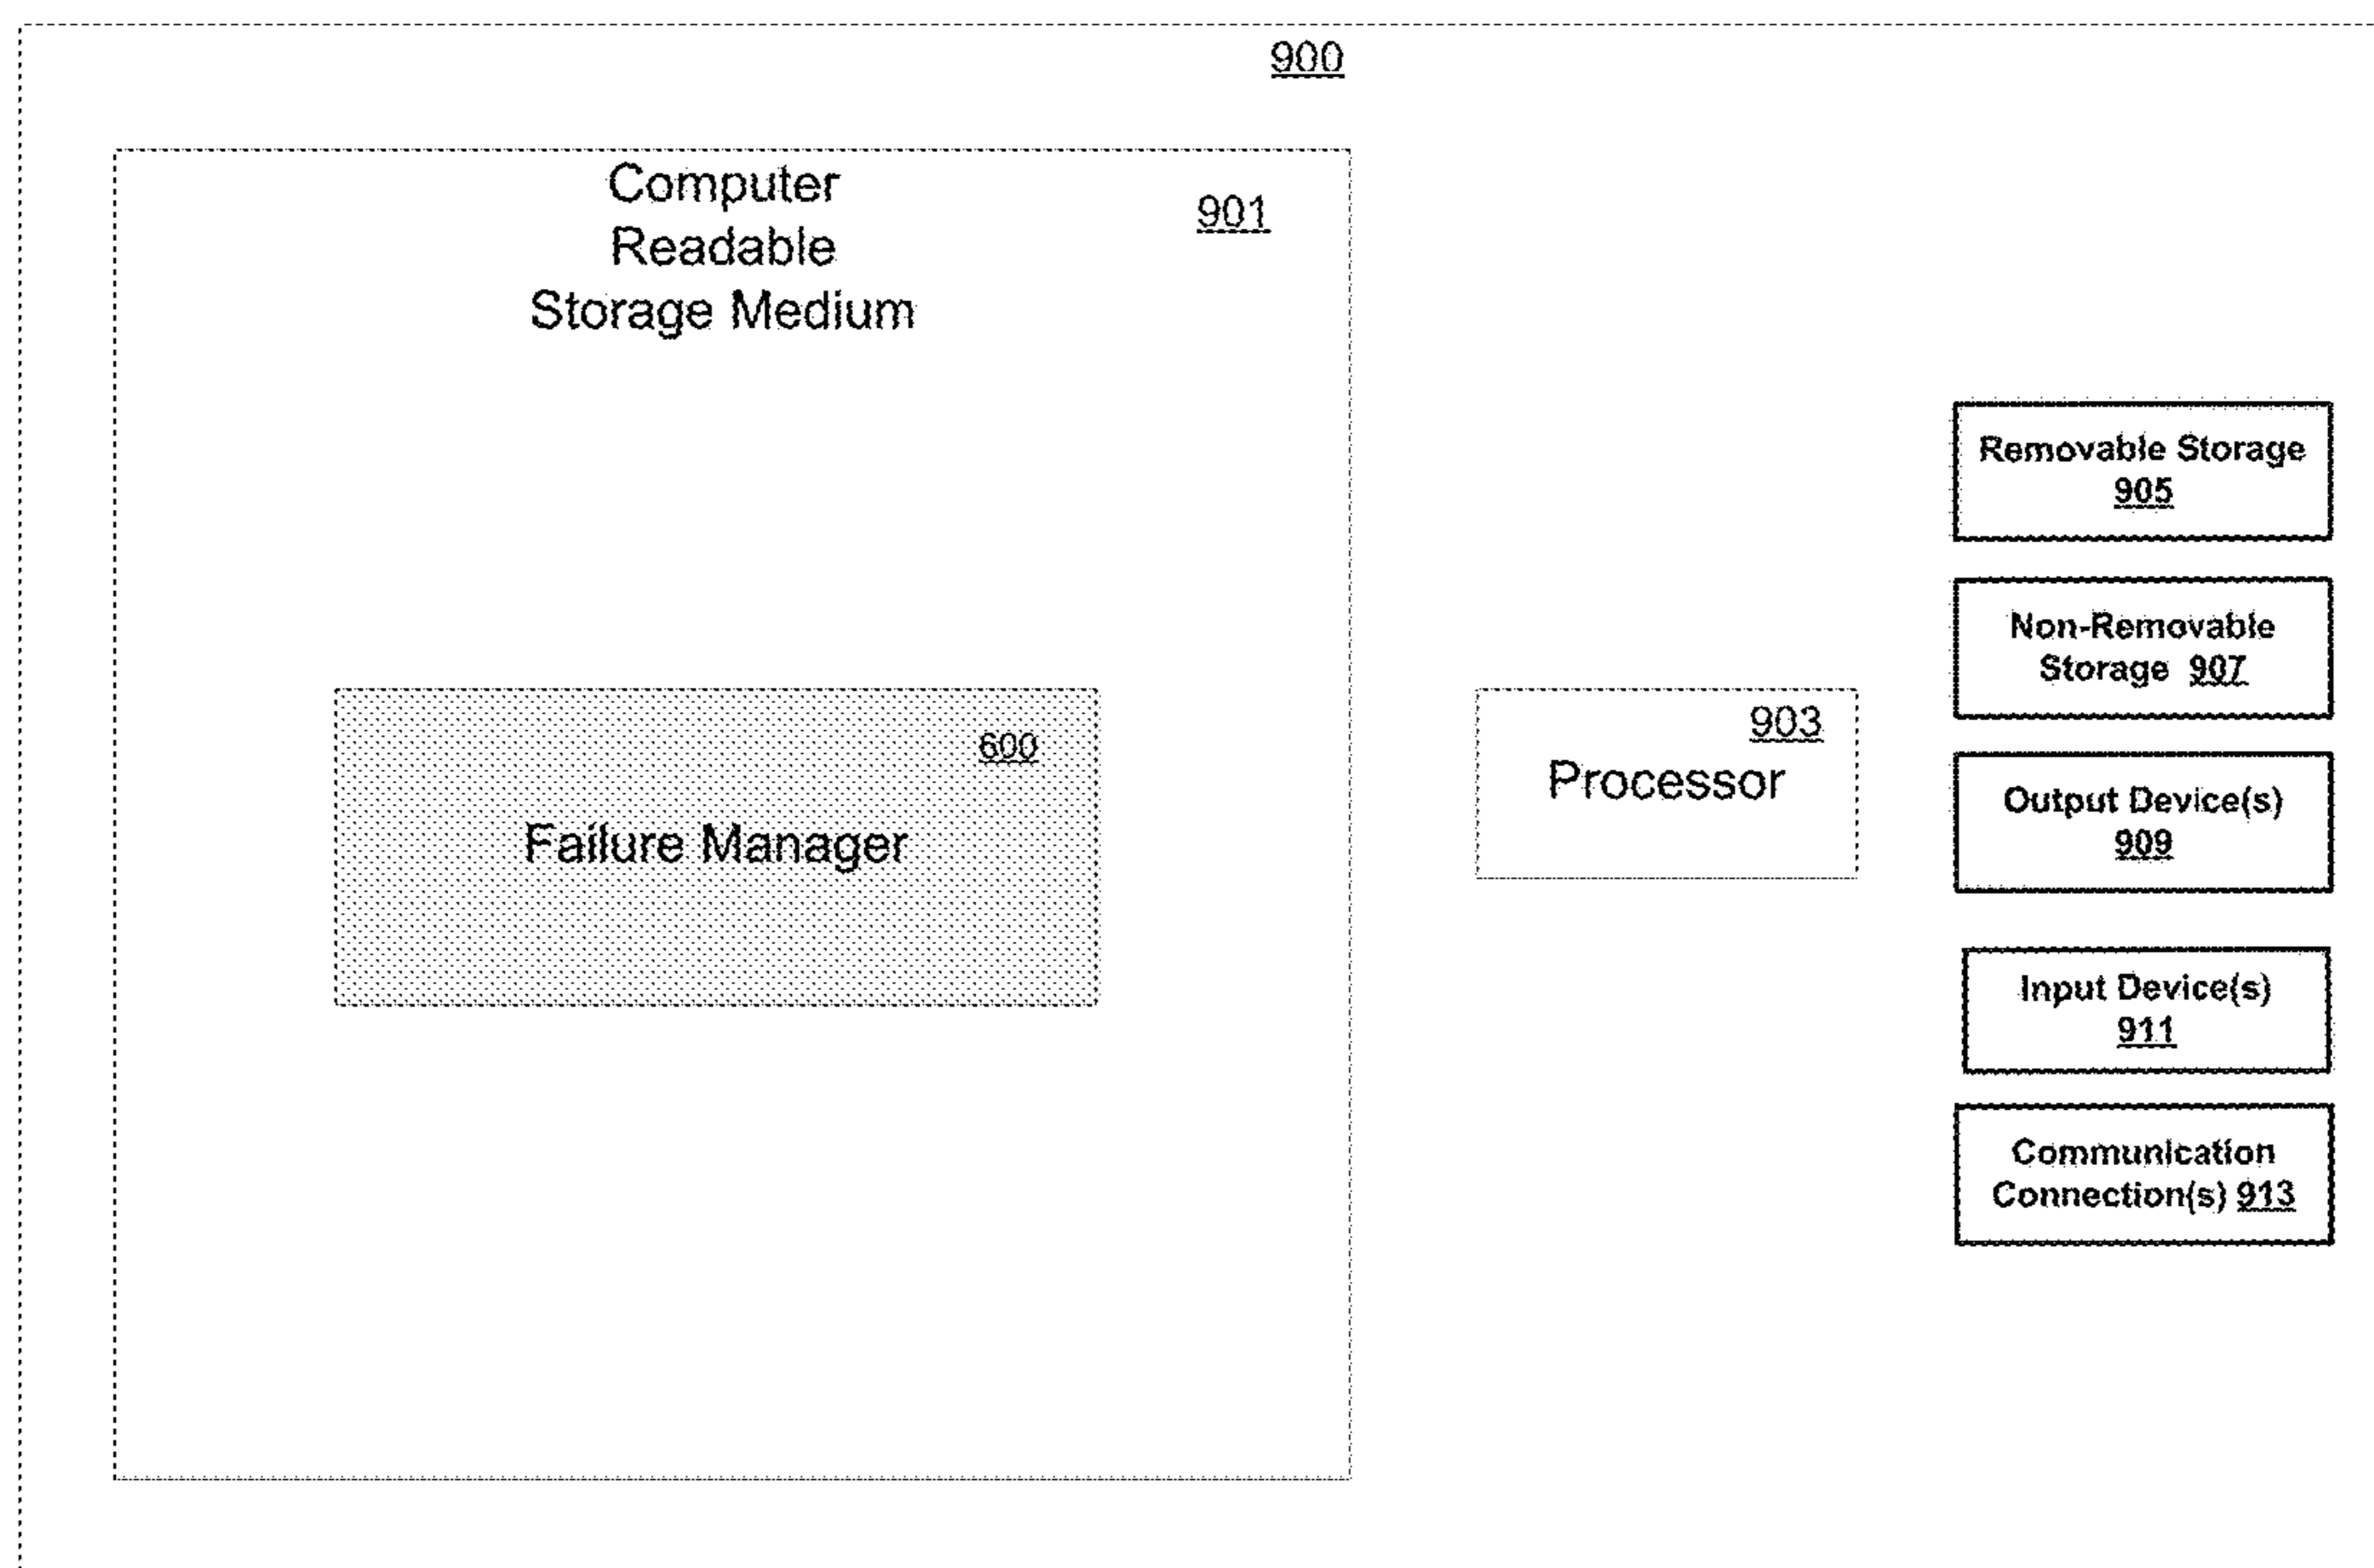 900
Computer
Readable
Storage Medium
901
600
Failure Manager
903
Processor
Removable Storage
905
Non-Removable
Storage 907
Output Device(s)
909
Input Device(s)
911
Communication
Connection(s) 913